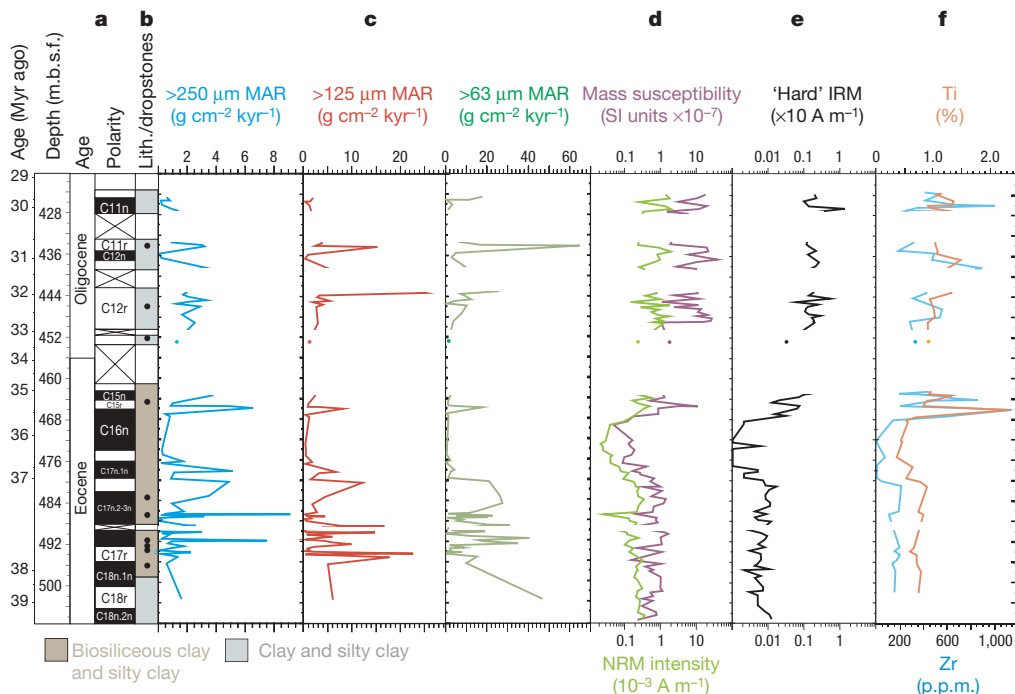 a b c d e f
Age (Myr ago)
Depth (m.b.s.f.)
Age
Polarity
Lith./dropstones
>250 μm MAR
(g cm⁻² kyr⁻¹)
>125 μm MAR
(g cm⁻² kyr⁻¹)
>63 μm MAR
(g cm⁻² kyr⁻¹)
Mass susceptibility
(SI units ×10⁻⁷)
'Hard' IRM
(×10 A m⁻¹)
Ti
(%)
2 4 6 8
0 5 10 15 20 25
0 20 40 60
0.1 1 10
0.01 0.1 1
0 1.0 2.0
29
30
31
32
33
34
35
36
37
38
39
428
436
444
452
460
468
476
484
492
500
Oligocene
Eocene
C11n
C11r
C12n
C12r
C15n
C15r
C16n
C17n.1n
C17n.2-3n
C17r
C18n.1n
C18r
C18n.2n
0.1 1 10
0.01 0.1 1
200 600 1,000
NRM intensity
(10⁻³ A m⁻¹)
Zr
(p.p.m.)
Biosiliceous clay
and silty clay
Clay and silty clay